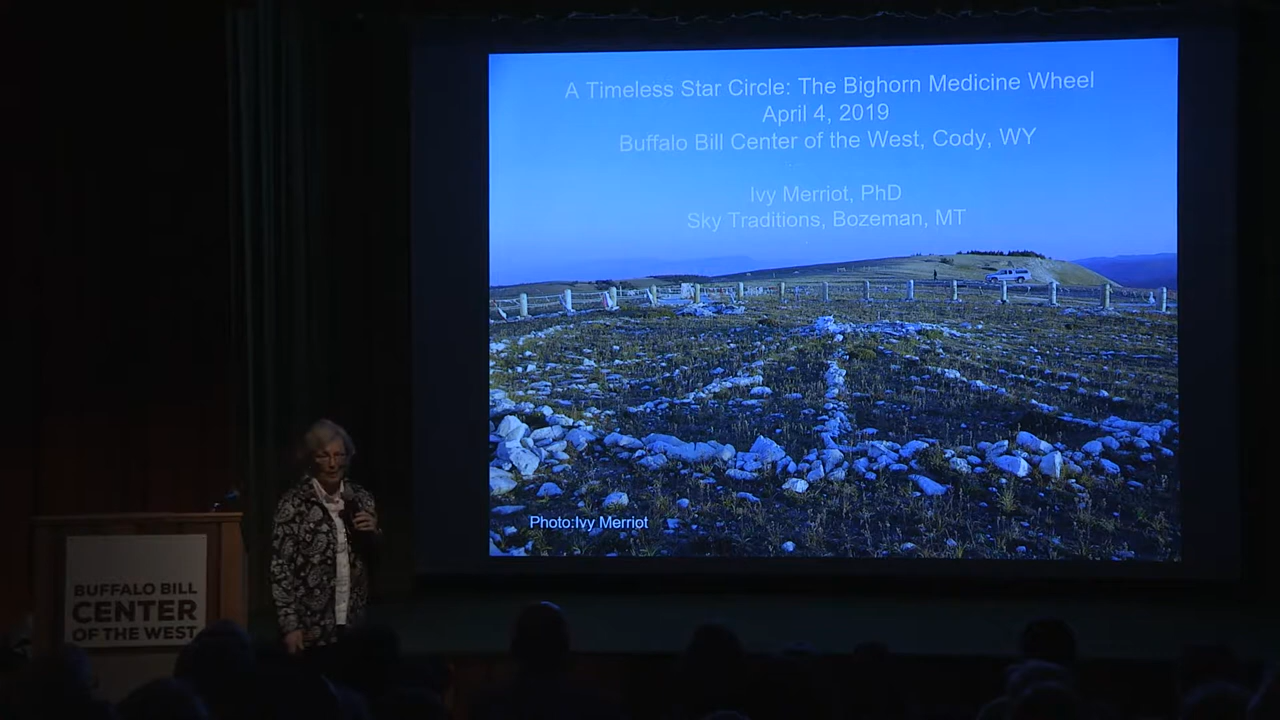 A Timeless Star Circle: The Bighorn Medicine Wheel
April 4, 2019
Buffalo Bill Center of the West, Cody, WY
Ivy Merriot, PhD
Sky Traditions, Bozeman, MT
Photo:Ivy Merriot
BUFFALO BILL
CENTER
OF THE WEST